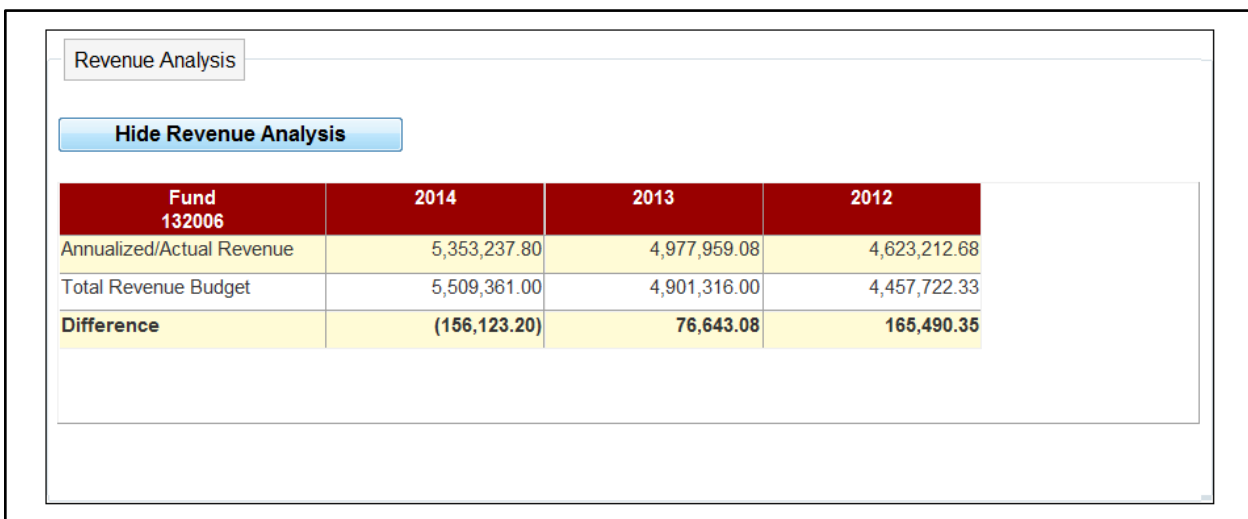 Revenue Analysis
Hide Revenue Analysis
Fund 2014 2013 2012
132006
Annualized/Actual Revenue 5,353,237.80 4,977,959.08 4,623,212.68
Total Revenue Budget 5,509,361.00 4,901,316.00 4,457,722.33
Difference (156,123.20) 76,643.08 165,490.35